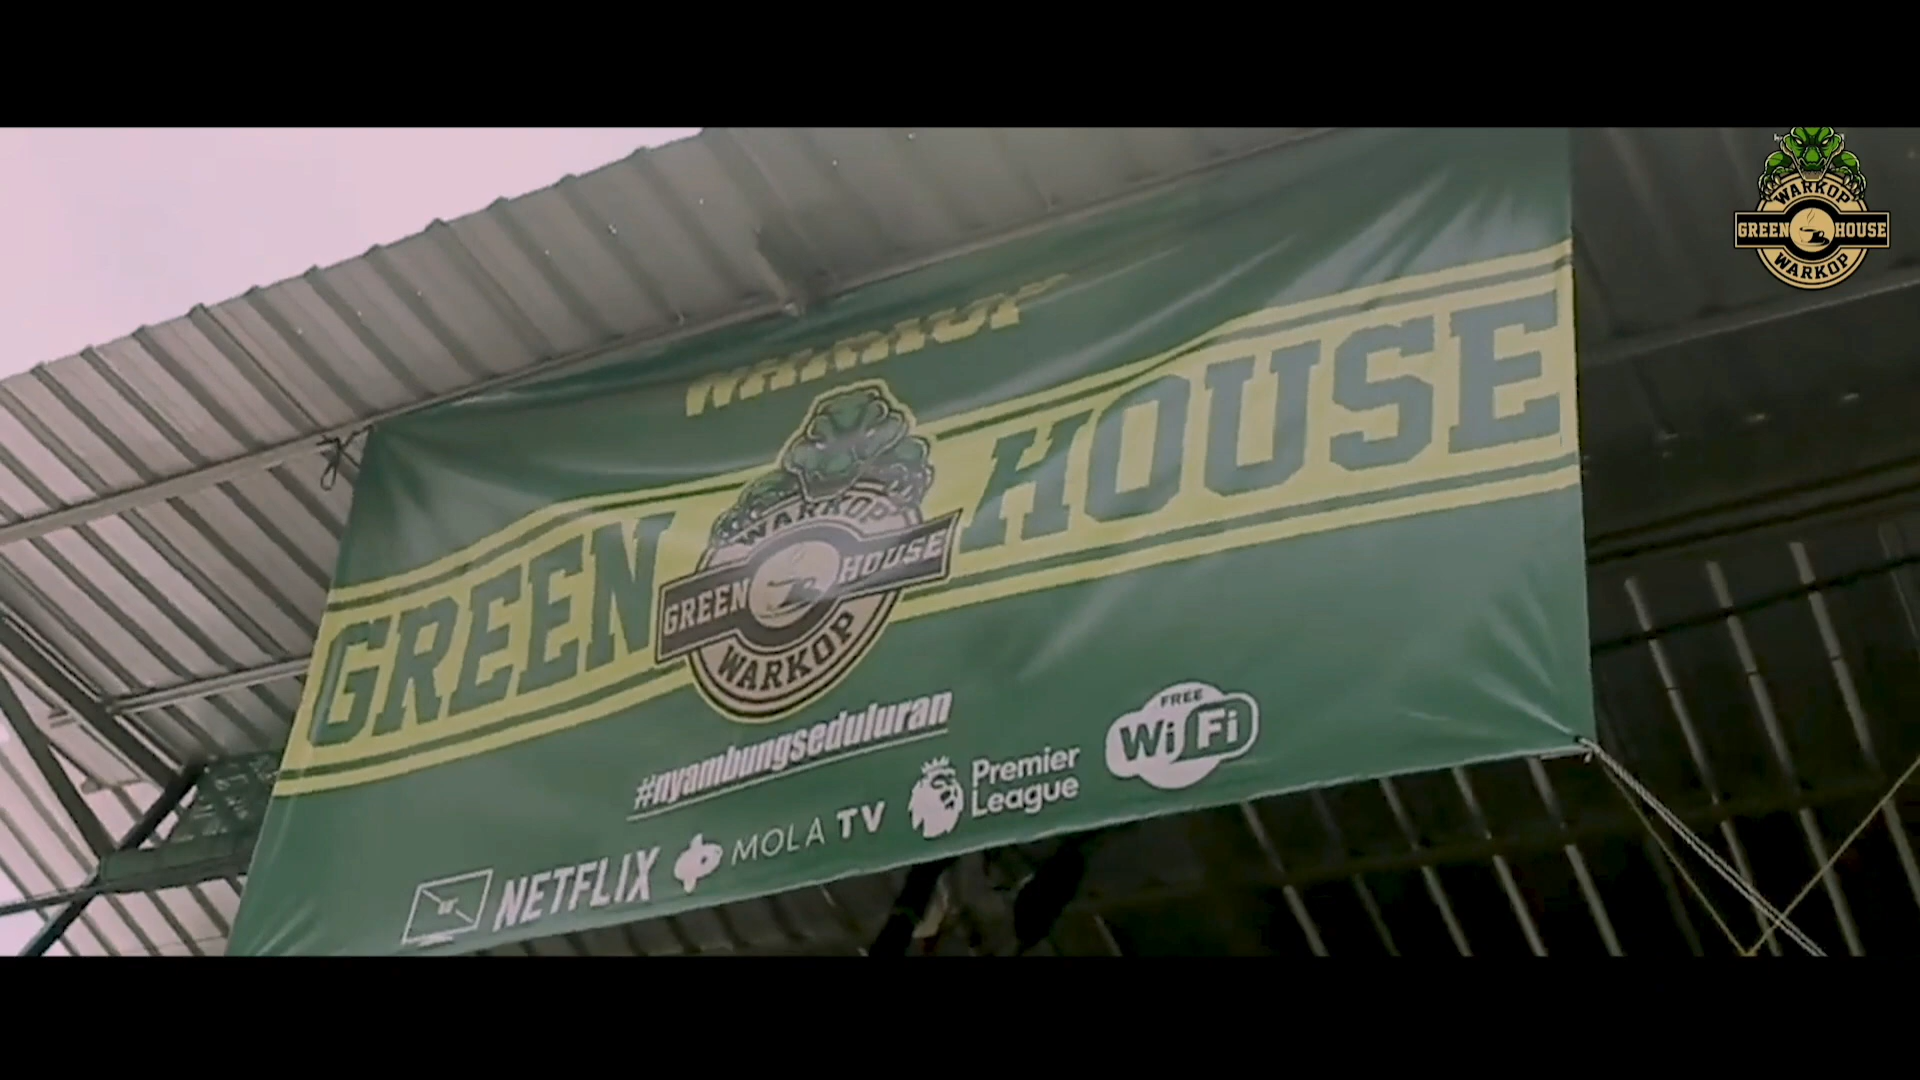 WARKOP
GREEN HOUSE
WARKOP
WARKOP
GREEN HOUSE
WARKOP
GREEN HOUSE
WARKOP
#nyambungseduluran
NETFLIX MOLA TV Premier League FREE WiFi